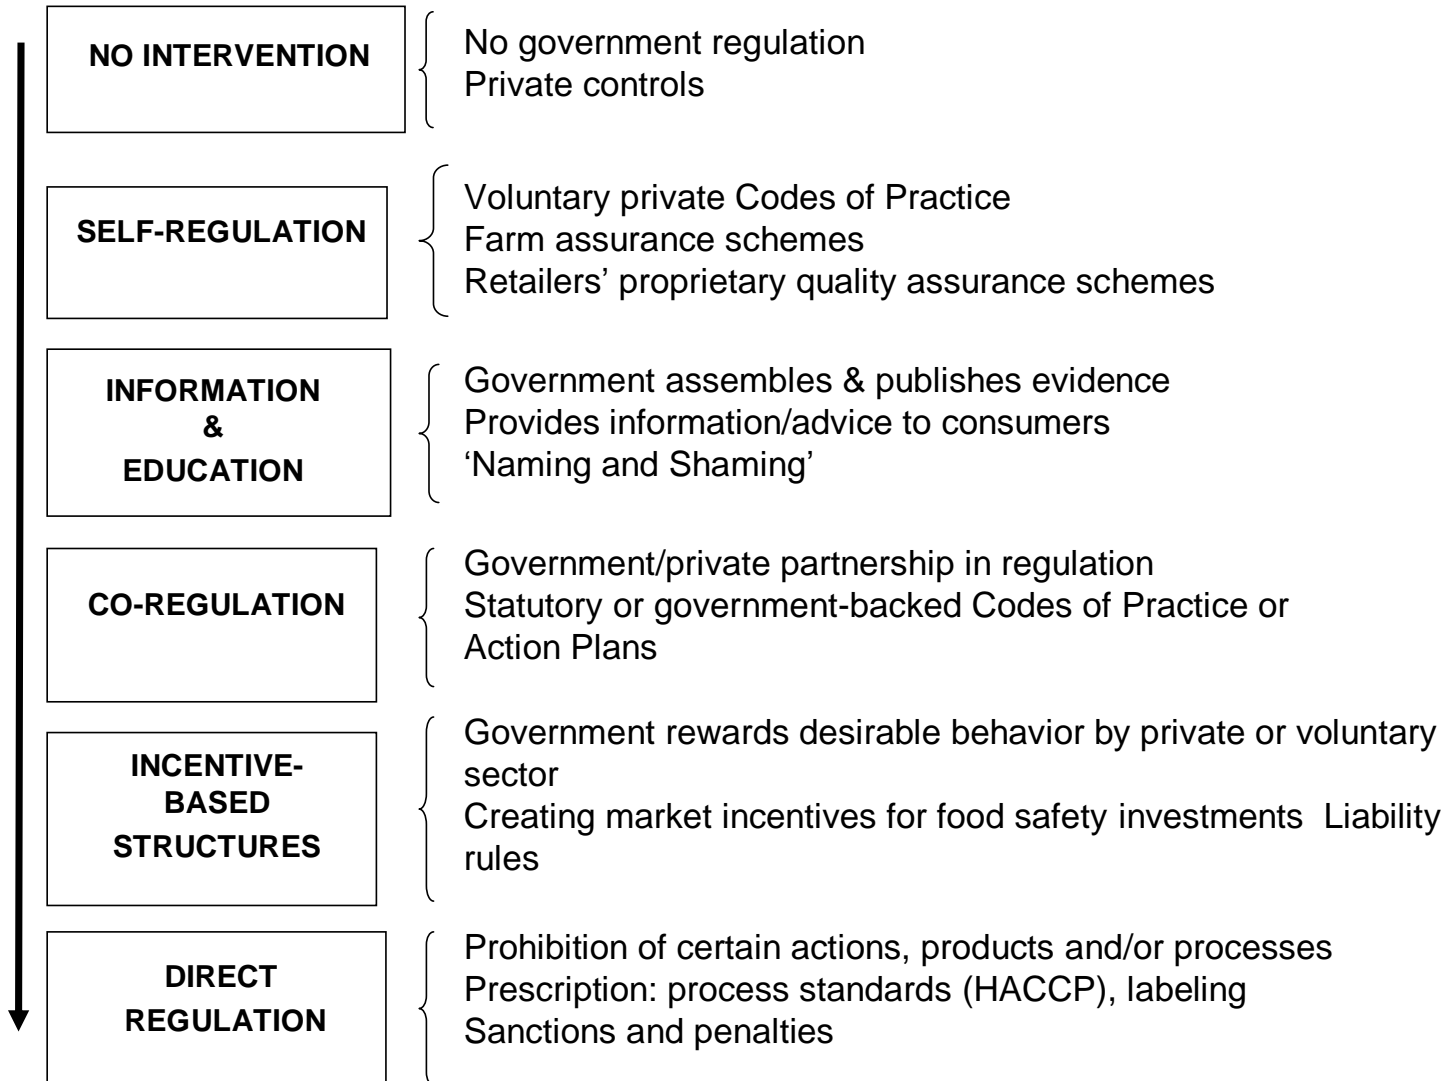 NO INTERVENTION
No government regulation
Private controls
SELF-REGULATION
Voluntary private Codes of Practice
Farm assurance schemes
Retailers’ proprietary quality assurance schemes
INFORMATION
&
EDUCATION
Government assembles & publishes evidence
Provides information/advice to consumers
‘Naming and Shaming’
CO-REGULATION
Government/private partnership in regulation
Statutory or government-backed Codes of Practice or
Action Plans
INCENTIVE-
BASED
STRUCTURES
Government rewards desirable behavior by private or voluntary
sector
Creating market incentives for food safety investments  Liability
rules
DIRECT
REGULATION
Prohibition of certain actions, products and/or processes
Prescription: process standards (HACCP), labeling
Sanctions and penalties